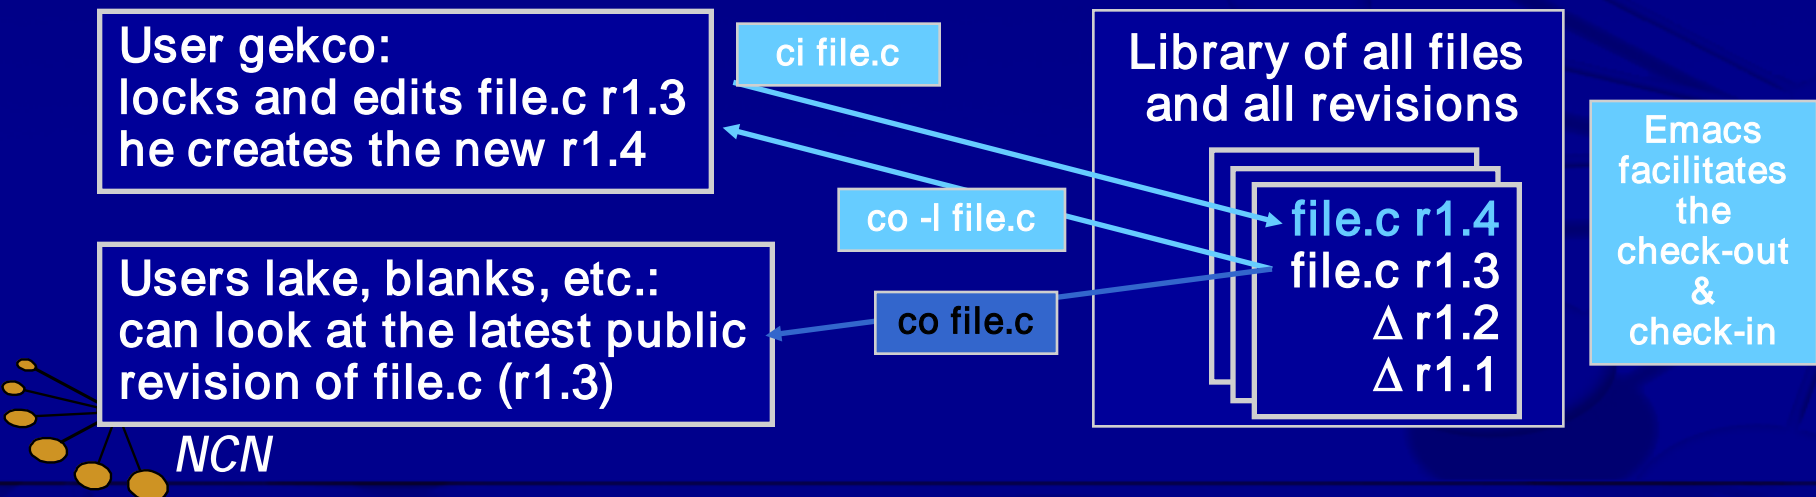 User gekco:
locks and edits file.c r1.3
he creates the new r1.4
ci file.c
co -l file.c
Users lake, blanks, etc.:
can look at the latest public
revision of file.c (r1.3)
co file.c
Library of all files
and all revisions
file.c r1.4
file.c r1.3
Δ r1.2
Δ r1.1
Emacs
facilitates
the
check-out
&
check-in
NCN